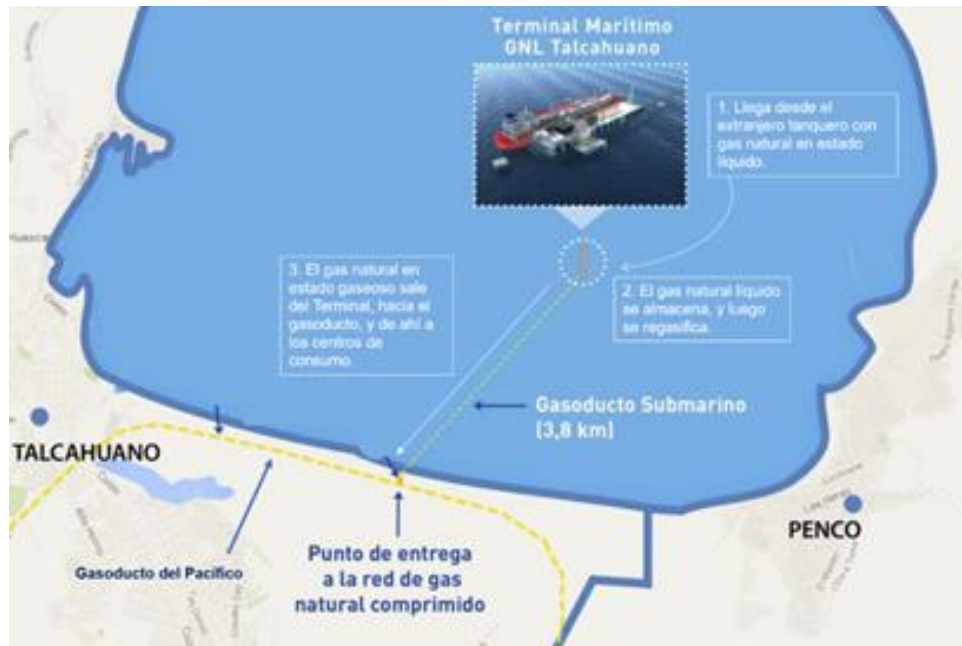 Terminal Marítimo
GNL Talcahuano
1. Llega desde el
extranjero tanquero con
gas natural en estado
líquido.
3. El gas natural en
estado gaseoso sale
del Terminal, hacia el
gasoducto, y de ahí a
los centros de
consumo.
2. El gas natural líquido
se almacena, y luego
se regasifica.
Gasoducto Submarino
(3,8 km)
TALCAHUANO
PENCO
Gasoducto del Pacífico
Punto de entrega
a la red de gas
natural comprimido